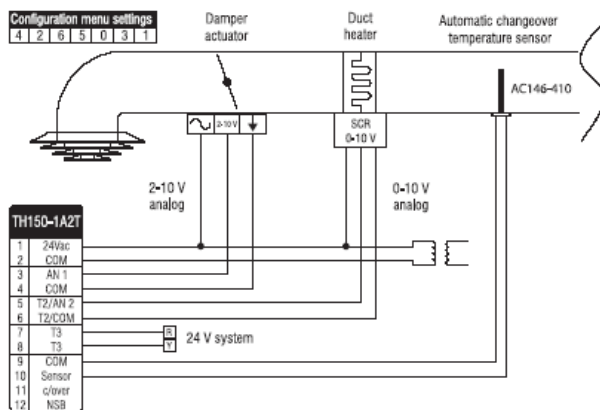 Configuration menu settings
4 2 6 5 0 3 1
Damper
actuator
Duct
heater
Automatic changeover
temperature sensor
AC146-410
2-10 V
SCR
0-10 V
2-10 V
analog
0-10 V
analog
TH150-1A2T
1 24Vac
2 COM
3 AN 1
4 COM
5 T2/AN 2
6 T2/COM
7 T3
8 T3
9 COM
10 Sensor
11 c/over
12 NSB
R
Y
24 V system